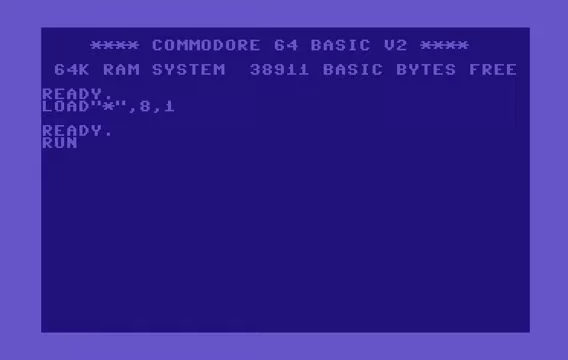 **** COMMODORE 64 BASIC V2 ****
64K RAM SYSTEM  38911 BASIC BYTES FREE
READY.
LOAD"*",8,1
READY.
RUN